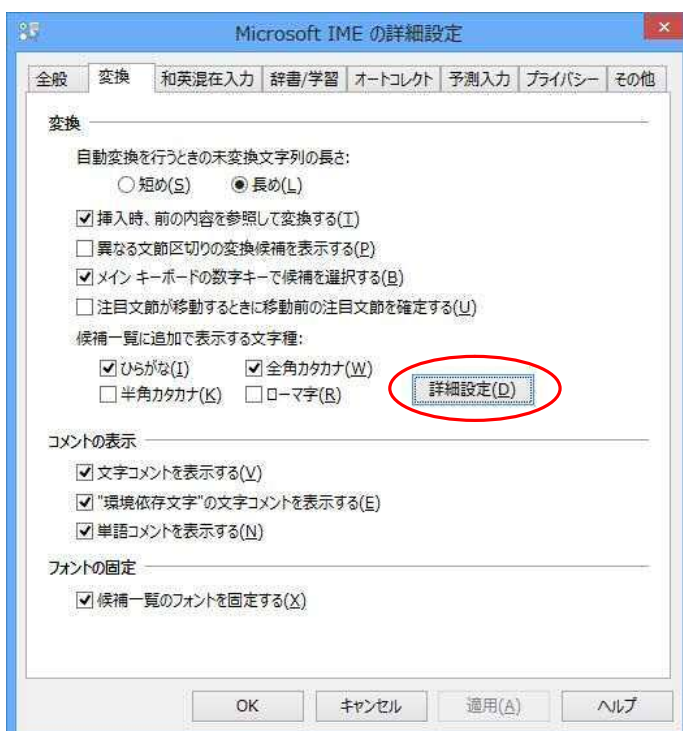 Microsoft IME の詳細設定
全般 変換 和英混在入力 辞書/学習 オートコレクト 予測入力 プライバシー その他
変換
自動変換を行うときの未変換文字列の長さ:
短め(S) 長め(L)
挿入時、前の内容を参照して変換する(T)
異なる文節区切りの変換候補を表示する(P)
メイン キーボードの数字キーで候補を選択する(B)
注目文節が移動するときに移動前の注目文節を確定する(U)
候補一覧に追加で表示する文字種:
ひらがな(I) 全角カタカナ(W)
半角カタカナ(K) ローマ字(R) 詳細設定(D)
コメントの表示
文字コメントを表示する(V)
"環境依存文字"の文字コメントを表示する(E)
単語コメントを表示する(N)
フォントの固定
候補一覧のフォントを固定する(X)
OK キャンセル 適用(A) ヘルプ